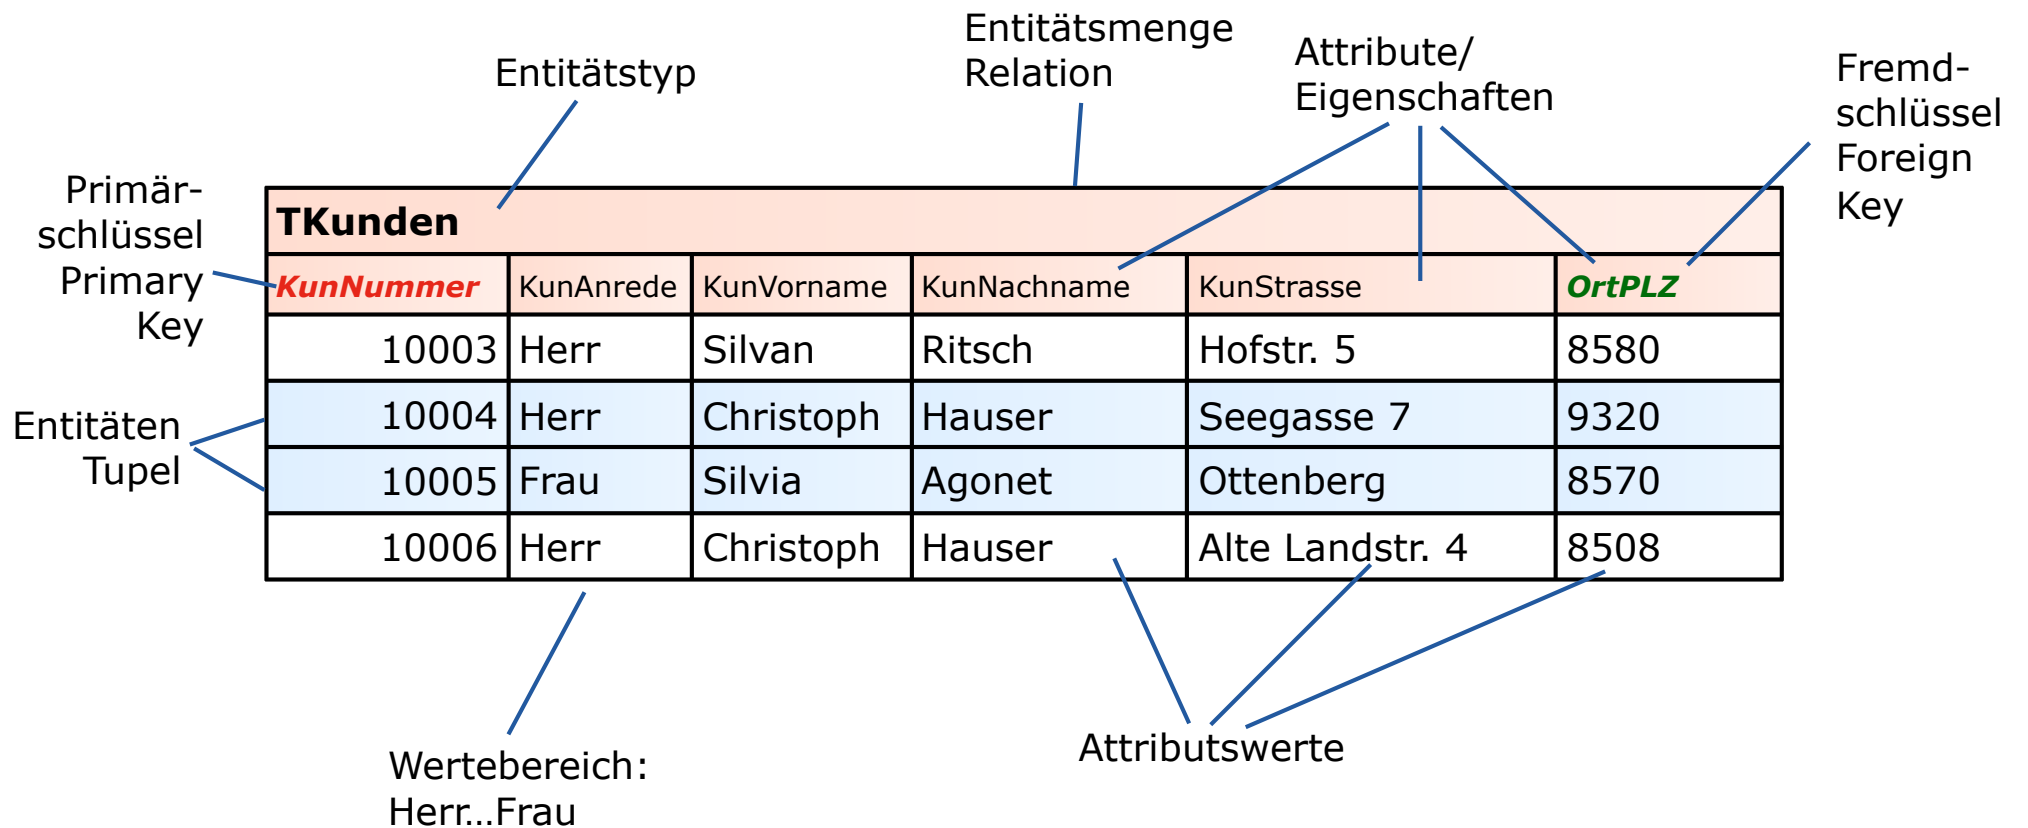 Entitätstyp
Entitätsmenge
Relation
Attribute/
Eigenschaften
Fremd-
schlüssel
Foreign
Key
Primär-
schlüssel
Primary
Key
TKunden
KunNummer KunAnrede KunVorname KunNachname KunStrasse OrtPLZ
10003 Herr Silvan Ritsch Hofstr. 5 8580
10004 Herr Christoph Hauser Seegasse 7 9320
10005 Frau Silvia Agonet Ottenberg 8570
10006 Herr Christoph Hauser Alte Landstr. 4 8508
Entitäten
Tupel
Wertebereich:
Herr...Frau
Attributswerte